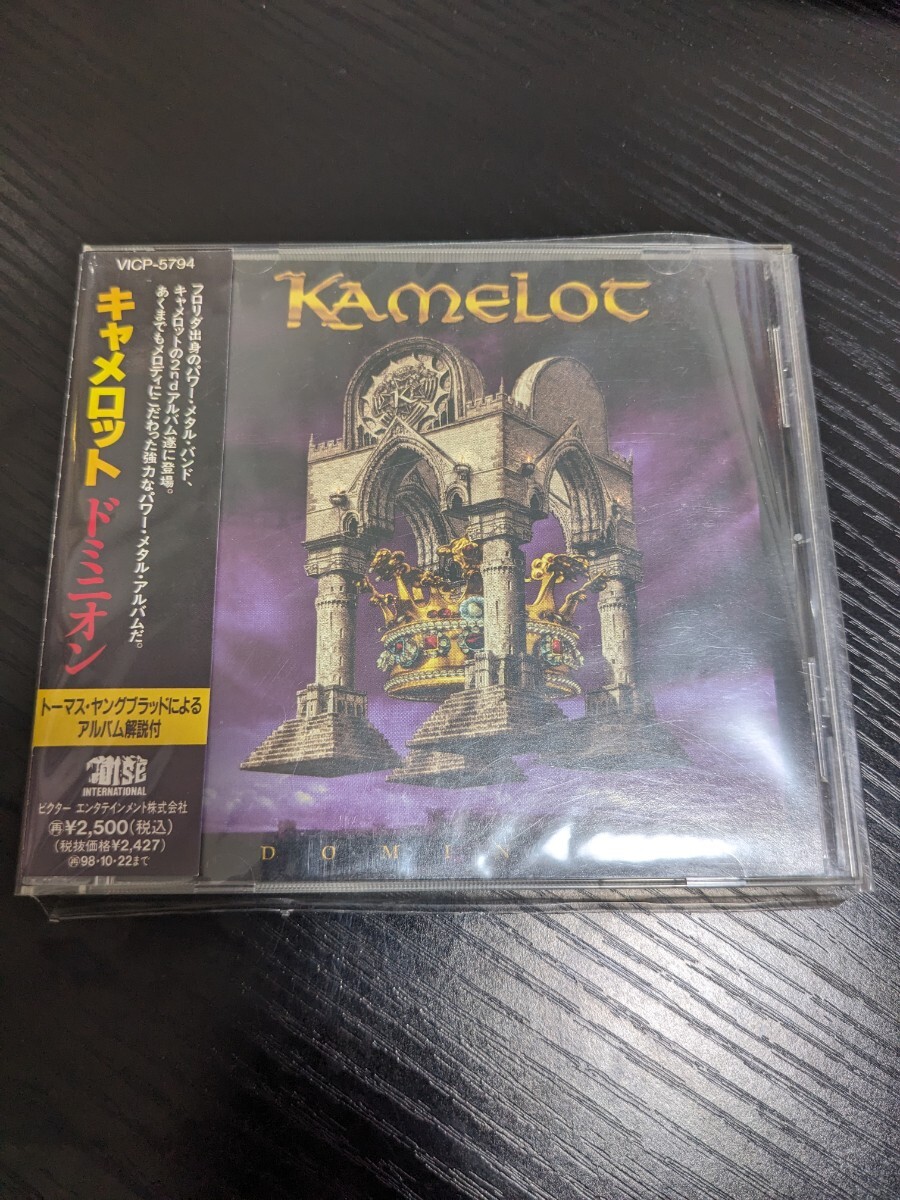 VICP-5794
フロリダ出身のパワー・メタル・バンド、
キャメロットの2ndアルバム遂に登場。
あくまでもメロディにこだわった強力なパワー・メタル・アルバムだ。
キャメロット ドミニオン
トーマス・ヤングブラッドによる
アルバム解説付
NOISE
INTERNATIONAL
ビクター エンタテインメント株式会社
再¥2,500(税込)
(税抜価格¥2,427)
再98・10・22まで
KAMELOT
K
DOMIN